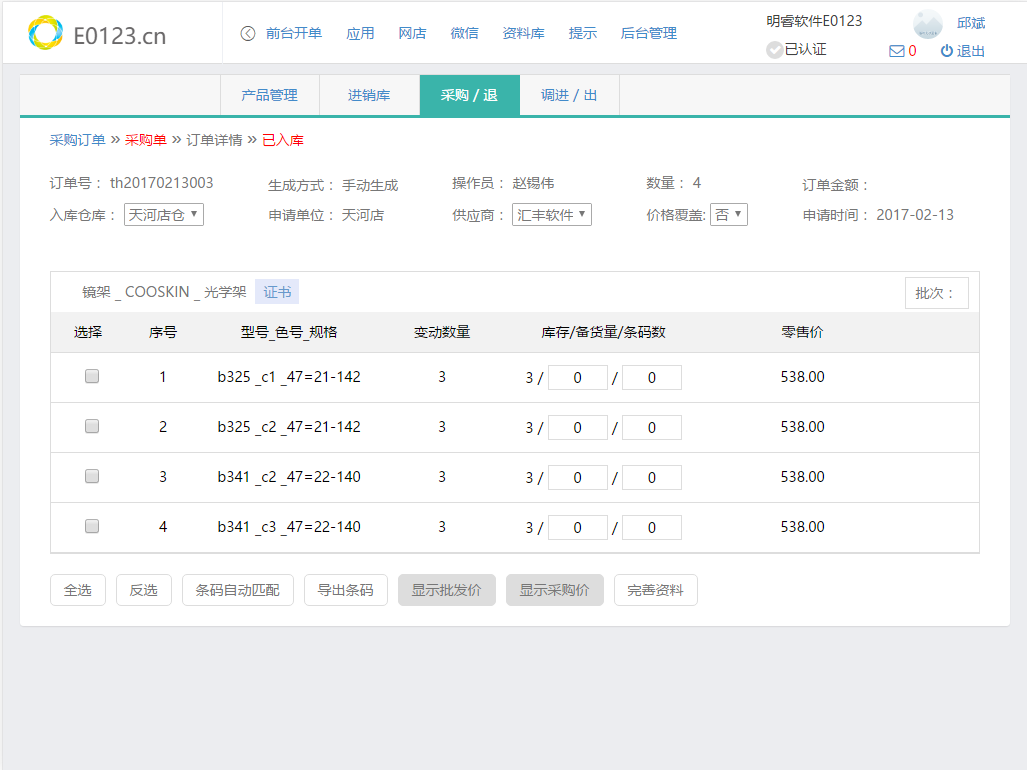 E0123.cn 前台开单 应用 网店 微信 资料库 提示 后台管理 明睿软件E0123 邱斌
已认证 0 退出
产品管理 进销库 采购 / 退 调进 / 出
采购订单 » 采购单 » 订单详情 » 已入库
订单号： th20170213003 生成方式： 手动生成 操作员： 赵锡伟 数量： 4 订单金额：
入库仓库： 天河店仓 申请单位： 天河店 供应商： 汇丰软件 价格覆盖: 否 申请时间： 2017-02-13
镜架 _ COOSKIN _ 光学架 证书 批次：
选择 序号 型号_色号_规格 变动数量 库存/备货量/条码数 零售价
1 b325 _c1 _47=21-142 3 3 / 0 / 0 538.00
2 b325 _c2 _47=21-142 3 3 / 0 / 0 538.00
3 b341 _c2 _47=22-140 3 3 / 0 / 0 538.00
4 b341 _c3 _47=22-140 3 3 / 0 / 0 538.00
全选 反选 条码自动匹配 导出条码 显示批发价 显示采购价 完善资料